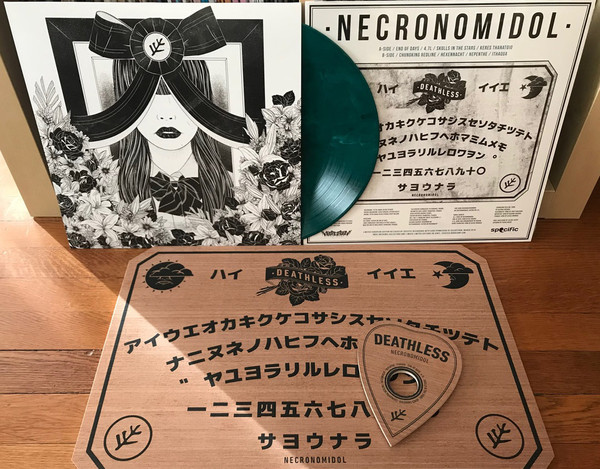 ·NECRONOMIDOL·
A-SIDE / END OF DAYS / 4.7L / SKULLS IN THE STARS / KERES THANATOIO
B-SIDE / CHUNGKING REDLINE / HEXENNACHT / NEPENTHE / ITHAQUA
ハイ DEATHLESS イイエ
オカキクケコサシスセソタチツテト
ヌネノハヒフヘホマミムメモ
ヤユヨラリルレロワヲン ゜
一二三四五六七八九十〇
サヨウナラ
NECRONOMIDOL
specific
ハイ DEATHLESS イイエ
アイウエオカキクケコサシスセソタチツテト
ナニヌネノハヒフヘホ
" ヤユヨラリルレロ
一二三四五六七八
サヨウナラ
NECRONOMIDOL
DEATHLESS
NECRONOMIDOL